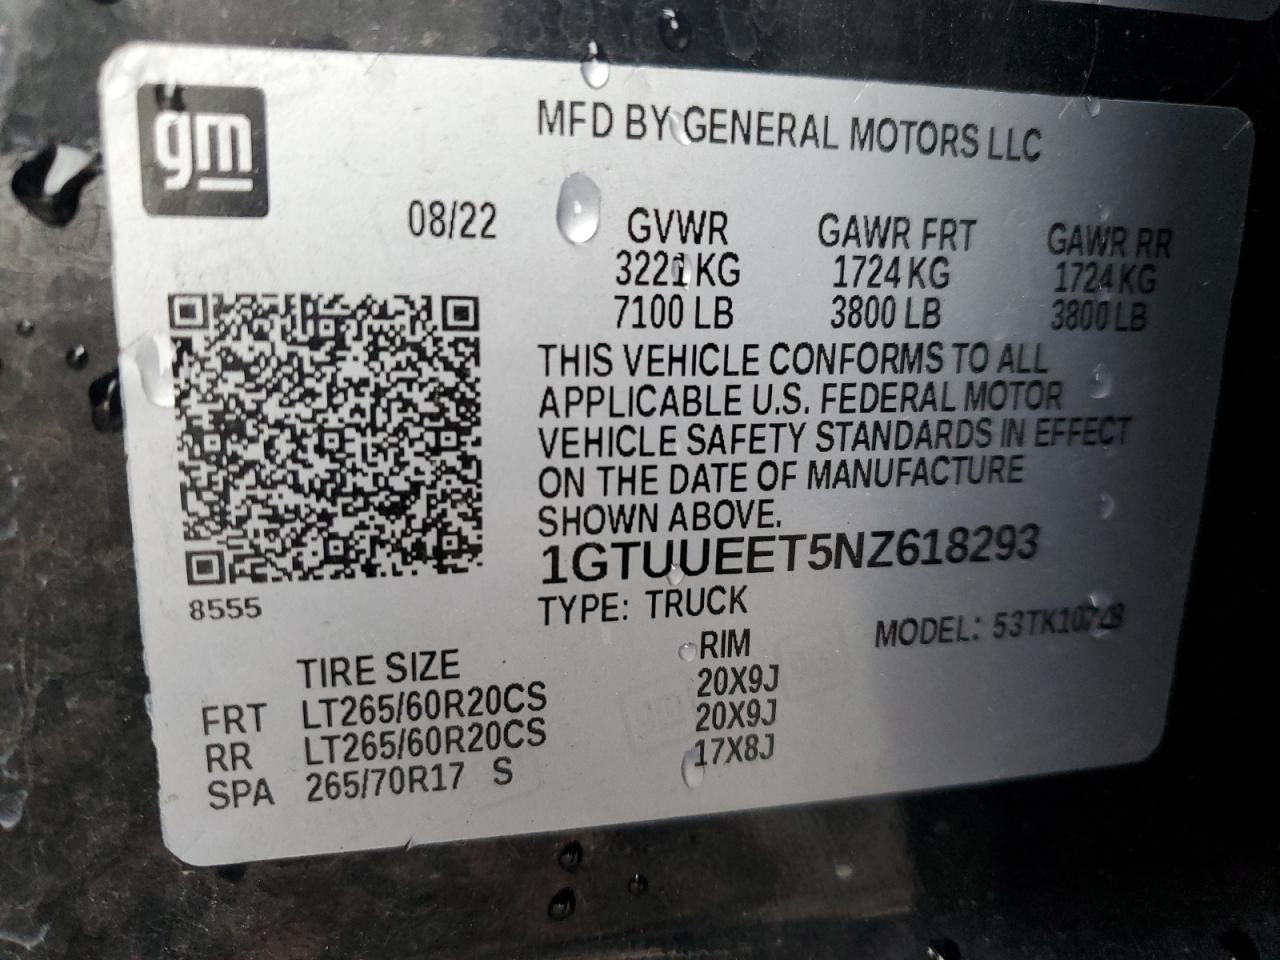 gm
MFD BY GENERAL MOTORS LLC
08/22
GVWR GAWR FRT GAWR RR
3221 KG 1724 KG 1724 KG
7100 LB 3800 LB 3800 LB
THIS VEHICLE CONFORMS TO ALL
APPLICABLE U.S. FEDERAL MOTOR
VEHICLE SAFETY STANDARDS IN EFFECT
ON THE DATE OF MANUFACTURE
SHOWN ABOVE.
1GTUUEET5NZ618293
8555
TYPE: TRUCK
MODEL:
TIRE SIZE RIM
FRT LT265/60R20CS 20X9J
RR LT265/60R20CS 20X9J
SPA 265/70R17 S 17X8J